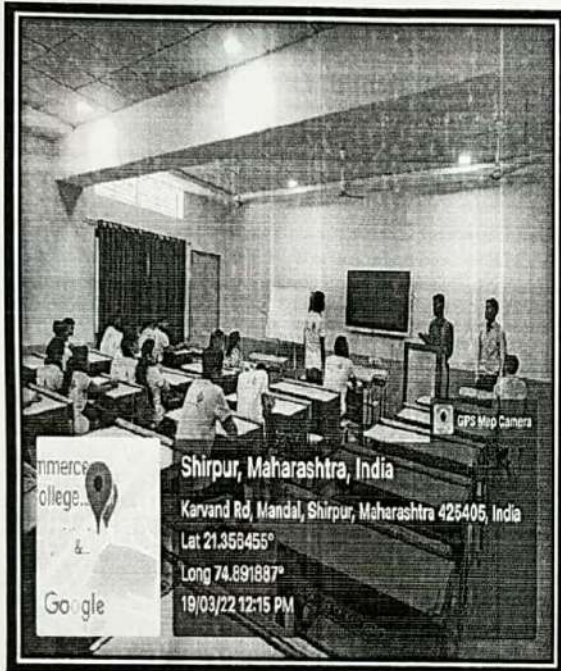 GPS Map Camera
mmerce
ollege...
&...
Google
Shirpur, Maharashtra, India
Karvand Rd, Mandal, Shirpur, Maharashtra 425405, India
Lat 21.356455°
Long 74.891887°
19/03/22 12:15 PM